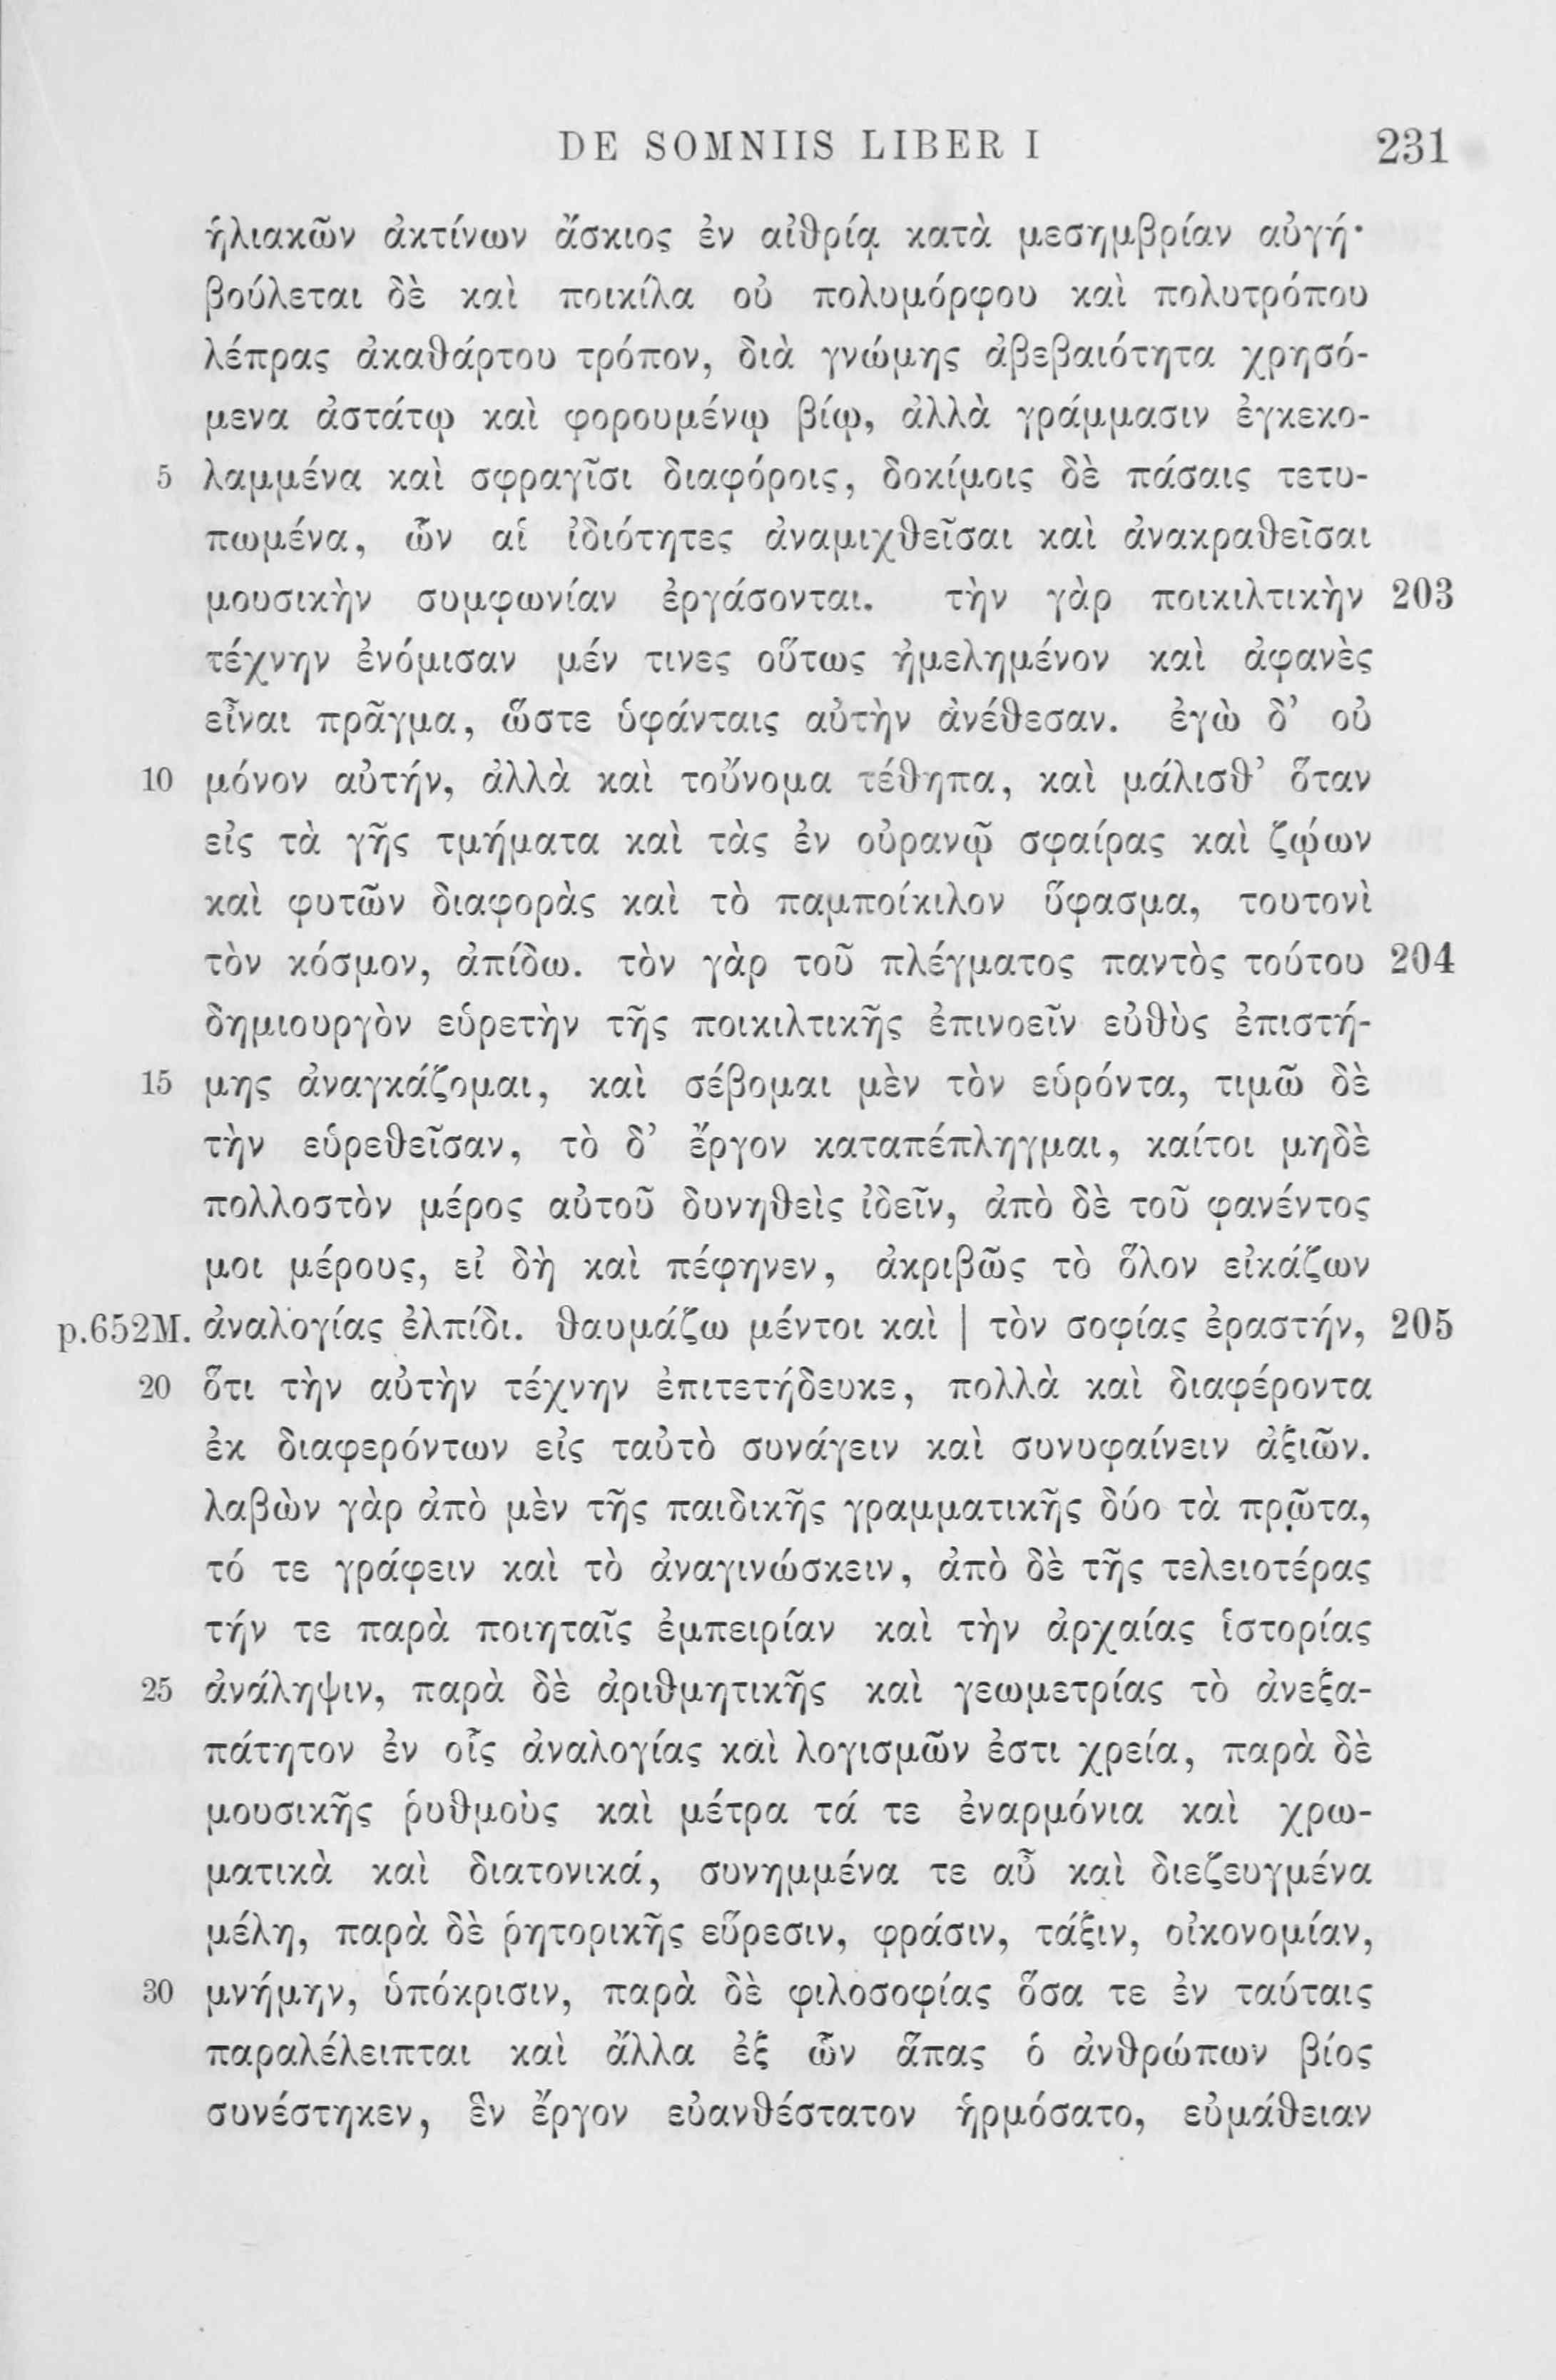 DE SOMNIIS LIBER I 231
ἡλιακῶν ἀκτίνων ἄσκιος ἐν αἰθρίᾳ κατὰ μεσημβρίαν αὐγή·
βούλεται δὲ καὶ ποικίλα οὐ πολυμόρφου καὶ πολυτρόπου
λέπρας ἀκαθάρτου τρόπον, διὰ γνώμης ἀβεβαιότητα χρησό-
μενα ἀστάτῳ καὶ φορουμένῳ βίῳ, ἀλλὰ γράμμασιν ἐγκεκο-
5 λαμμένα καὶ σφραγῖσι διαφόροις, δοκίμοις δὲ πάσαις τετυ-
πωμένα, ὧν αἱ ἰδιότητες ἀναμιχθεῖσαι καὶ ἀνακραθεῖσαι
μουσικὴν συμφωνίαν ἐργάσονται. τὴν γὰρ ποικιλτικὴν 203
τέχνην ἐνόμισαν μέν τινες οὕτως ἠμελημένον καὶ ἀφανὲς
εἶναι πρᾶγμα, ὥστε ὑφάνταις αὐτὴν ἀνέθεσαν. ἐγὼ δ’ οὐ
10 μόνον αὐτήν, ἀλλὰ καὶ τοὔνομα τέθηπα, καὶ μάλισθ’ ὅταν
εἰς τὰ γῆς τμήματα καὶ τὰς ἐν οὐρανῷ σφαίρας καὶ ζῴων
καὶ φυτῶν διαφορὰς καὶ τὸ παμποίκιλον ὕφασμα, τουτονὶ
τὸν κόσμον, ἀπίδω. τὸν γὰρ τοῦ πλέγματος παντὸς τούτου 204
δημιουργὸν εὑρετὴν τῆς ποικιλτικῆς ἐπινοεῖν εὐθὺς ἐπιστή-
15 μης ἀναγκάζομαι, καὶ σέβομαι μὲν τὸν εὑρόντα, τιμῶ δὲ
τὴν εὑρεθεῖσαν, τὸ δ’ ἔργον καταπέπληγμαι, καίτοι μηδὲ
πολλοστὸν μέρος αὐτοῦ δυνηθεὶς ἰδεῖν, ἀπὸ δὲ τοῦ φανέντος
μοι μέρους, εἰ δὴ καὶ πέφηνεν, ἀκριβῶς τὸ ὅλον εἰκάζων
p.652M. ἀναλογίας ἐλπίδι. θαυμάζω μέντοι καὶ | τὸν σοφίας ἐραστήν, 205
20 ὅτι τὴν αὐτὴν τέχνην ἐπιτετήδευκε, πολλὰ καὶ διαφέροντα
ἐκ διαφερόντων εἰς ταὐτὸ συνάγειν καὶ συνυφαίνειν ἀξιῶν.
λαβὼν γὰρ ἀπὸ μὲν τῆς παιδικῆς γραμματικῆς δύο τὰ πρῶτα,
τό τε γράφειν καὶ τὸ ἀναγινώσκειν, ἀπὸ δὲ τῆς τελειοτέρας
τήν τε παρὰ ποιηταῖς ἐμπειρίαν καὶ τὴν ἀρχαίας ἱστορίας
25 ἀνάληψιν, παρὰ δὲ ἀριθμητικῆς καὶ γεωμετρίας τὸ ἀνεξα-
πάτητον ἐν οἷς ἀναλογίας καὶ λογισμῶν ἐστι χρεία, παρὰ δὲ
μουσικῆς ῥυθμοὺς καὶ μέτρα τά τε ἐναρμόνια καὶ χρω-
ματικὰ καὶ διατονικά, συνημμένα τε αὖ καὶ διεζευγμένα
μέλη, παρὰ δὲ ῥητορικῆς εὕρεσιν, φράσιν, τάξιν, οἰκονομίαν,
30 μνήμην, ὑπόκρισιν, παρὰ δὲ φιλοσοφίας ὅσα τε ἐν ταύταις
παραλέλειπται καὶ ἄλλα ἐξ ὧν ἅπας ὁ ἀνθρώπων βίος
συνέστηκεν, ἓν ἔργον εὐανθέστατον ἡρμόσατο, εὐμάθειαν